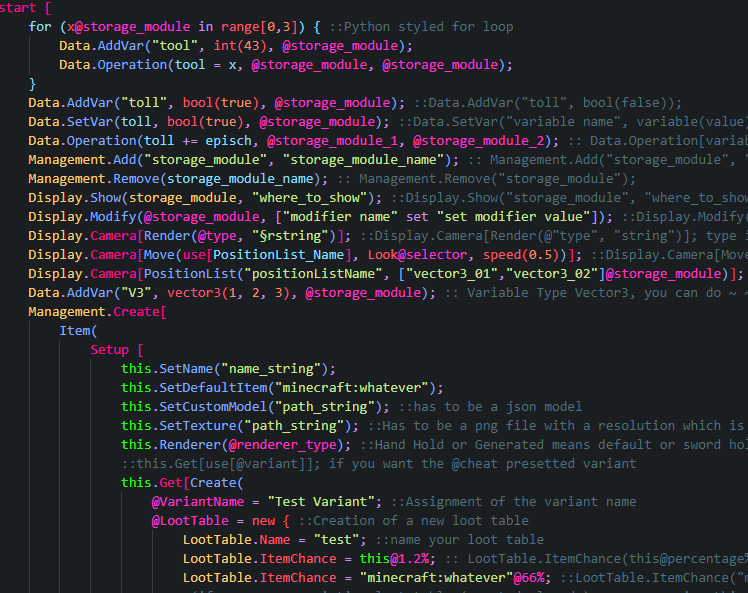 start [
for (x@storage_module in range[0,3]) { ::Python styled for loop
Data.AddVar("tool", int(43), @storage_module);
Data.Operation(tool = x, @storage_module, @storage_module);
}
Data.AddVar("toll", bool(true), @storage_module); ::Data.AddVar("toll", bool(false));
Data.SetVar(toll, bool(true), @storage_module); ::Data.SetVar("variable name", variable(value)
Data.Operation(toll += episch, @storage_module_1, @storage_module_2); :: Data.Operation[variab
Management.Add("storage_module", "storage_module_name"); :: Management.Add("storage_module", "
Management.Remove(storage_module_name); :: Management.Remove("storage_module");
Display.Show(storage_module, "where_to_show"); ::Display.Show("storage_module", "where_to_show
Display.Modify(@storage_module, ["modifier name" set "set modifier value"]); ::Display.Modify(
Display.Camera[Render(@type, "§rstring")]; ::Display.Camera[Render(@"type", "string")]; type i
Display.Camera[Move(use[PositionList_Name], Look@selector, speed(0.5))]; ::Display.Camera[Move
Display.Camera[PositionList("positionListName", ["vector3_01","vector3_02"]@storage_module)];
Data.AddVar("V3", vector3(1, 2, 3), @storage_module); :: Variable Type Vector3, you can do ~ ~
Management.Create[
Item(
Setup [
this.SetName("name_string");
this.SetDefaultItem("minecraft:whatever");
this.SetCustomModel("path_string"); ::has to be a json model
this.SetTexture("path_string"); ::Has to be a png file with a resolution which is
this.Renderer(@renderer_type); ::Hand Hold or Generated means default or sword hol
::this.Get[use[@variant]]; if you want the @cheat presetted variant
this.Get[Create(
@VariantName = "Test Variant"; ::Assignment of the variant name
@LootTable = new { ::Creation of a new loot table
LootTable.Name = "test"; ::name your loot table
LootTable.ItemChance = this@1.2%; :: LootTable.ItemChance(this@percentage%
LootTable.ItemChance = "minecraft:whatever"@66%; ::LootTable.ItemChance("m